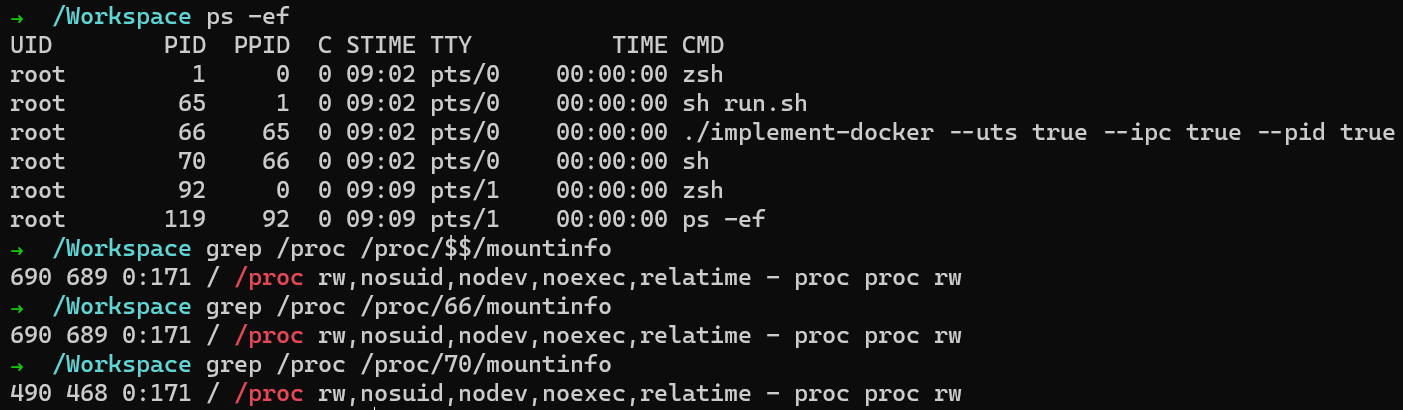 →  /Workspace ps -ef
UID          PID    PPID  C STIME TTY          TIME CMD
root           1       0  0 09:02 pts/0    00:00:00 zsh
root          65       1  0 09:02 pts/0    00:00:00 sh run.sh
root          66      65  0 09:02 pts/0    00:00:00 ./implement-docker --uts true --ipc true --pid true
root          70      66  0 09:02 pts/0    00:00:00 sh
root          92       0  0 09:09 pts/1    00:00:00 zsh
root         119      92  0 09:09 pts/1    00:00:00 ps -ef
→  /Workspace grep /proc /proc/$$/mountinfo
690 689 0:171 / /proc rw,nosuid,nodev,noexec,relatime - proc proc rw
→  /Workspace grep /proc /proc/66/mountinfo
690 689 0:171 / /proc rw,nosuid,nodev,noexec,relatime - proc proc rw
→  /Workspace grep /proc /proc/70/mountinfo
490 468 0:171 / /proc rw,nosuid,nodev,noexec,relatime - proc proc rw